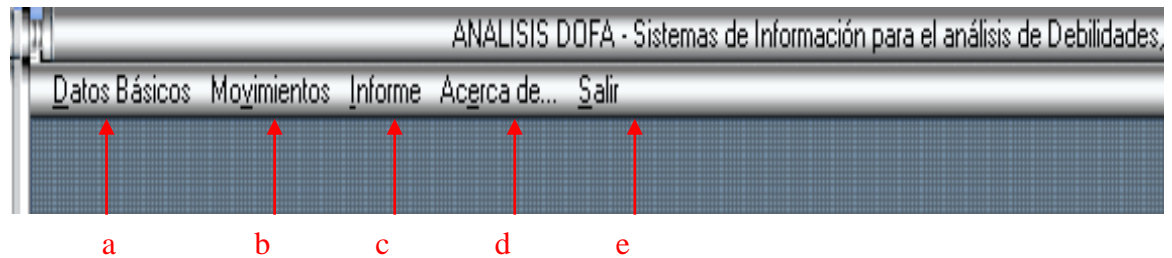 ANALISIS DOFA - Sistemas de Información para el análisis de Debilidades,
Datos Básicos Movimientos Informe Acerca de... Salir
a b c d e